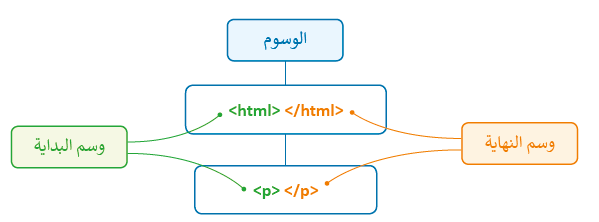 الوسوم
<html> </html>
وسم البداية
وسم النهاية
<p> </p>